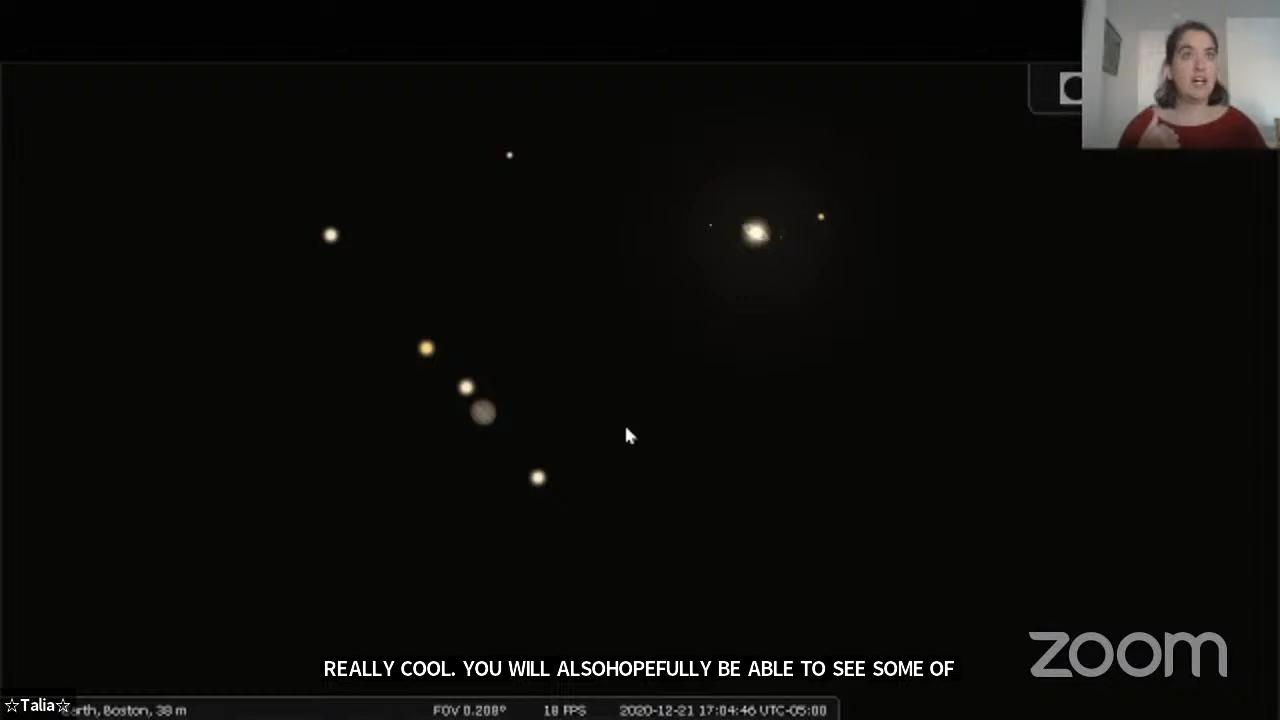 REALLY COOL. YOU WILL ALSOHOPEFULLY BE ABLE TO SEE SOME OF
zoom
☆Talia☆
arth, Boston, 38 m FOV 0.208° 18 FPS 2020-12-21 17:04:46 UTC-05:00